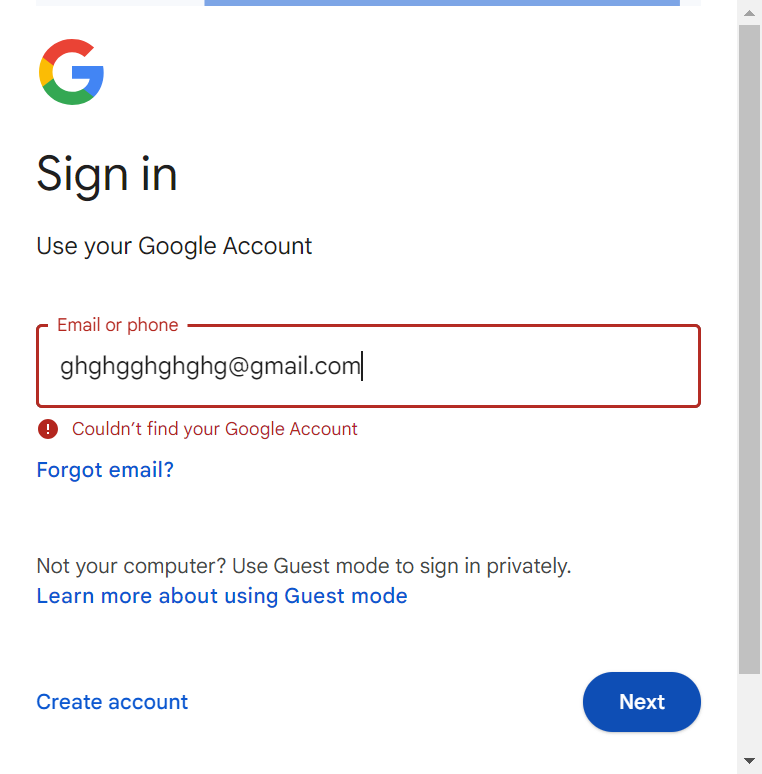 Sign in
Use your Google Account
Email or phone
ghghgghghghg@gmail.com
Couldn't find your Google Account
Forgot email?
Not your computer? Use Guest mode to sign in privately.
Learn more about using Guest mode
Create account
Next